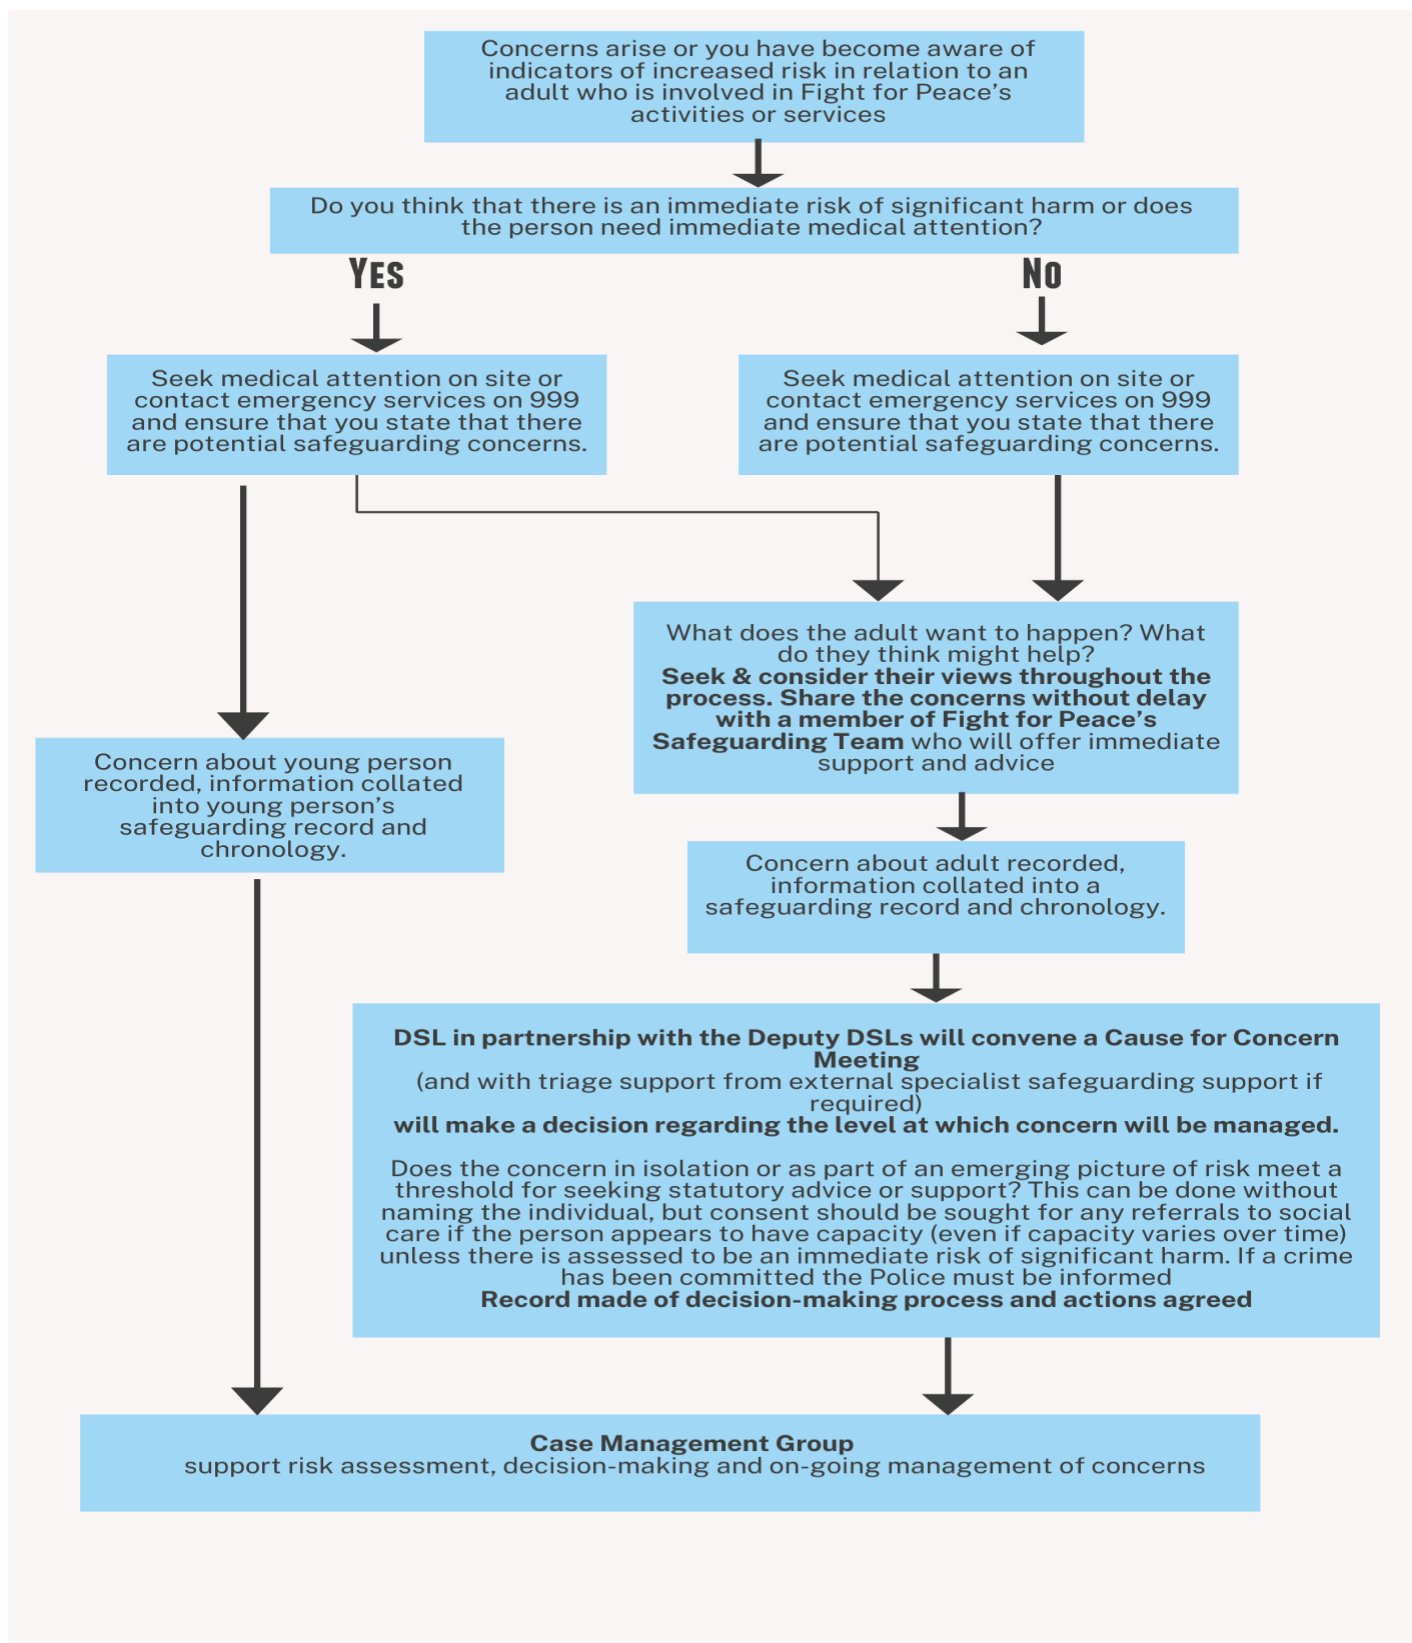 Concerns arise or you have become aware of
indicators of increased risk in relation to an
adult who is involved in Fight for Peace’s
activities or services
Do you think that there is an immediate risk of significant harm or does
the person need immediate medical attention?
YES
NO
Seek medical attention on site or
contact emergency services on 999
and ensure that you state that there
are potential safeguarding concerns.
Seek medical attention on site or
contact emergency services on 999
and ensure that you state that there
are potential safeguarding concerns.
What does the adult want to happen? What
do they think might help?
Seek & consider their views throughout the
process. Share the concerns without delay
with a member of Fight for Peace’s
Safeguarding Team who will offer immediate
support and advice
Concern about young person
recorded, information collated
into young person’s
safeguarding record and
chronology.
Concern about adult recorded,
information collated into a
safeguarding record and chronology.
DSL in partnership with the Deputy DSLs will convene a Cause for Concern
Meeting
(and with triage support from external specialist safeguarding support if
required)
will make a decision regarding the level at which concern will be managed.
Does the concern in isolation or as part of an emerging picture of risk meet a
threshold for seeking statutory advice or support? This can be done without
naming the individual, but consent should be sought for any referrals to social
care if the person appears to have capacity (even if capacity varies over time)
unless there is assessed to be an immediate risk of significant harm. If a crime
has been committed the Police must be informed
Record made of decision-making process and actions agreed
Case Management Group
support risk assessment, decision-making and on-going management of concerns